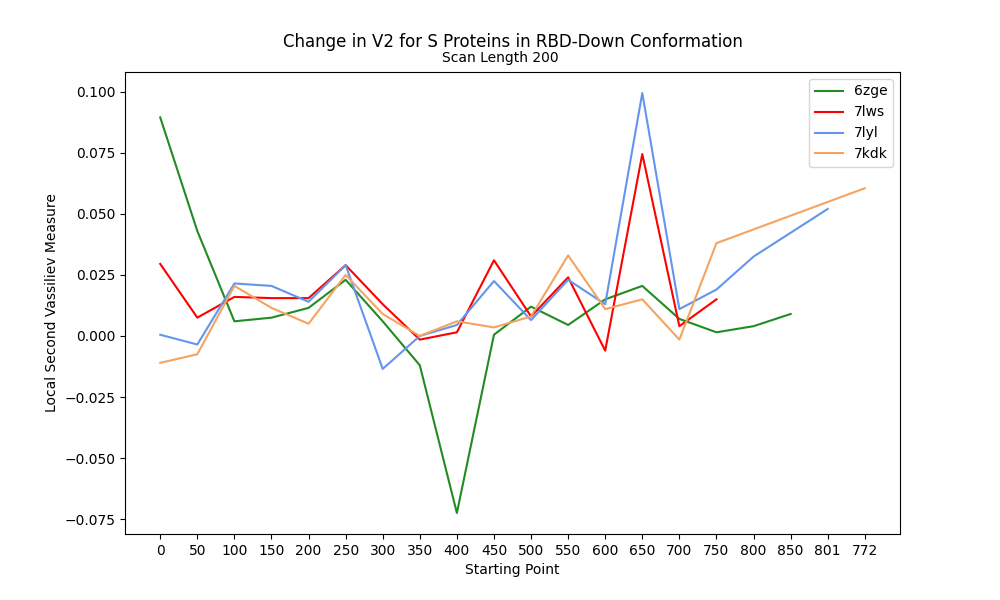 Change in V2 for S Proteins in RBD-Down Conformation
Scan Length 200
6zge
7lws
7lyl
7kdk
Local Second Vassiliev Measure
0.100
0.075
0.050
0.025
0.000
−0.025
−0.050
−0.075
0 50 100 150 200 250 300 350 400 450 500 550 600 650 700 750 800 850 801 772
Starting Point